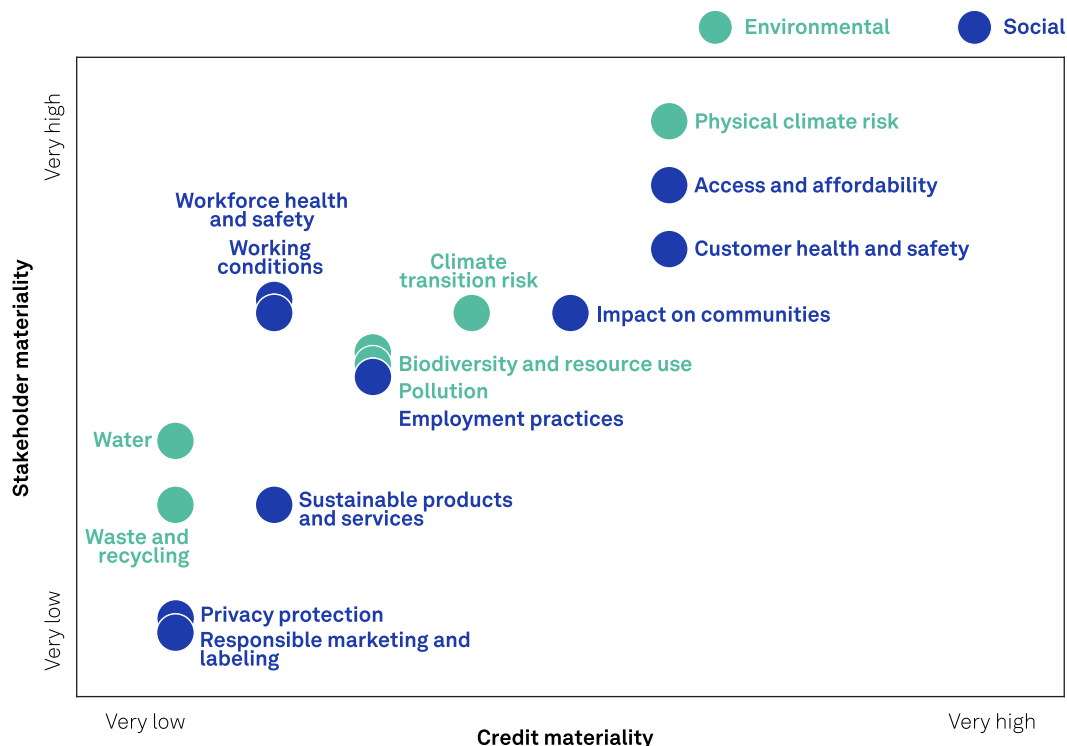 Environmental
Social
Very high
Physical climate risk
Access and affordability
Workforce health
and safety
Working
conditions
Customer health and safety
Climate
transition risk
Impact on communities
Stakeholder materiality
Biodiversity and resource use
Pollution
Employment practices
Water
Sustainable products
and services
Waste and
recycling
Very low
Privacy protection
Responsible marketing and
labeling
Very low
Very high
Credit materiality